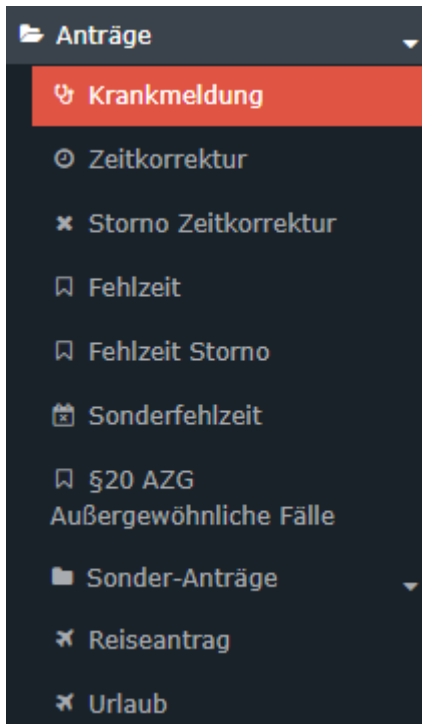 Anträge
Krankmeldung
Zeitkorrektur
Storno Zeitkorrektur
Fehlzeit
Fehlzeit Storno
Sonderfehlzeit
§20 AZG
Außergewöhnliche Fälle
Sonder-Anträge
Reiseantrag
Urlaub